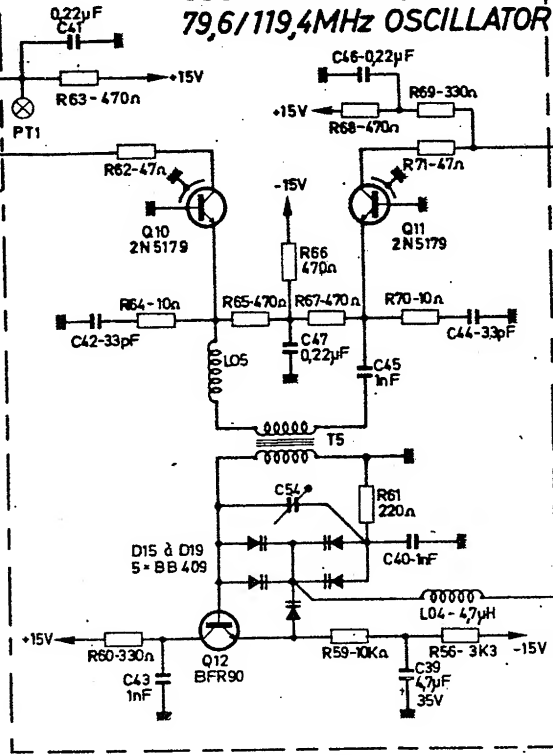 79,6/119,4MHz OSCILLATOR
0,22µF
C41
+15V
R63-470Ω
PT1
C46-0,22µF
R69-330Ω
+15V
R68-470Ω
R62-47Ω
R71-47Ω
-15V
Q10
2N5179
Q11
2N5179
R66
470Ω
R64-10Ω
R65-470Ω
R67-470Ω
R70-10Ω
C42-33pF
C47
0,22µF
C44-33pF
L05
C45
1nF
T5
C54
R61
220Ω
D15 à D19
5×BB 409
C40-1nF
L04-4,7µH
+15V
R60-330Ω
Q12
BFR90
R59-10KΩ
R56-3K3
-15V
C43
1nF
C39
4,7µF
35V